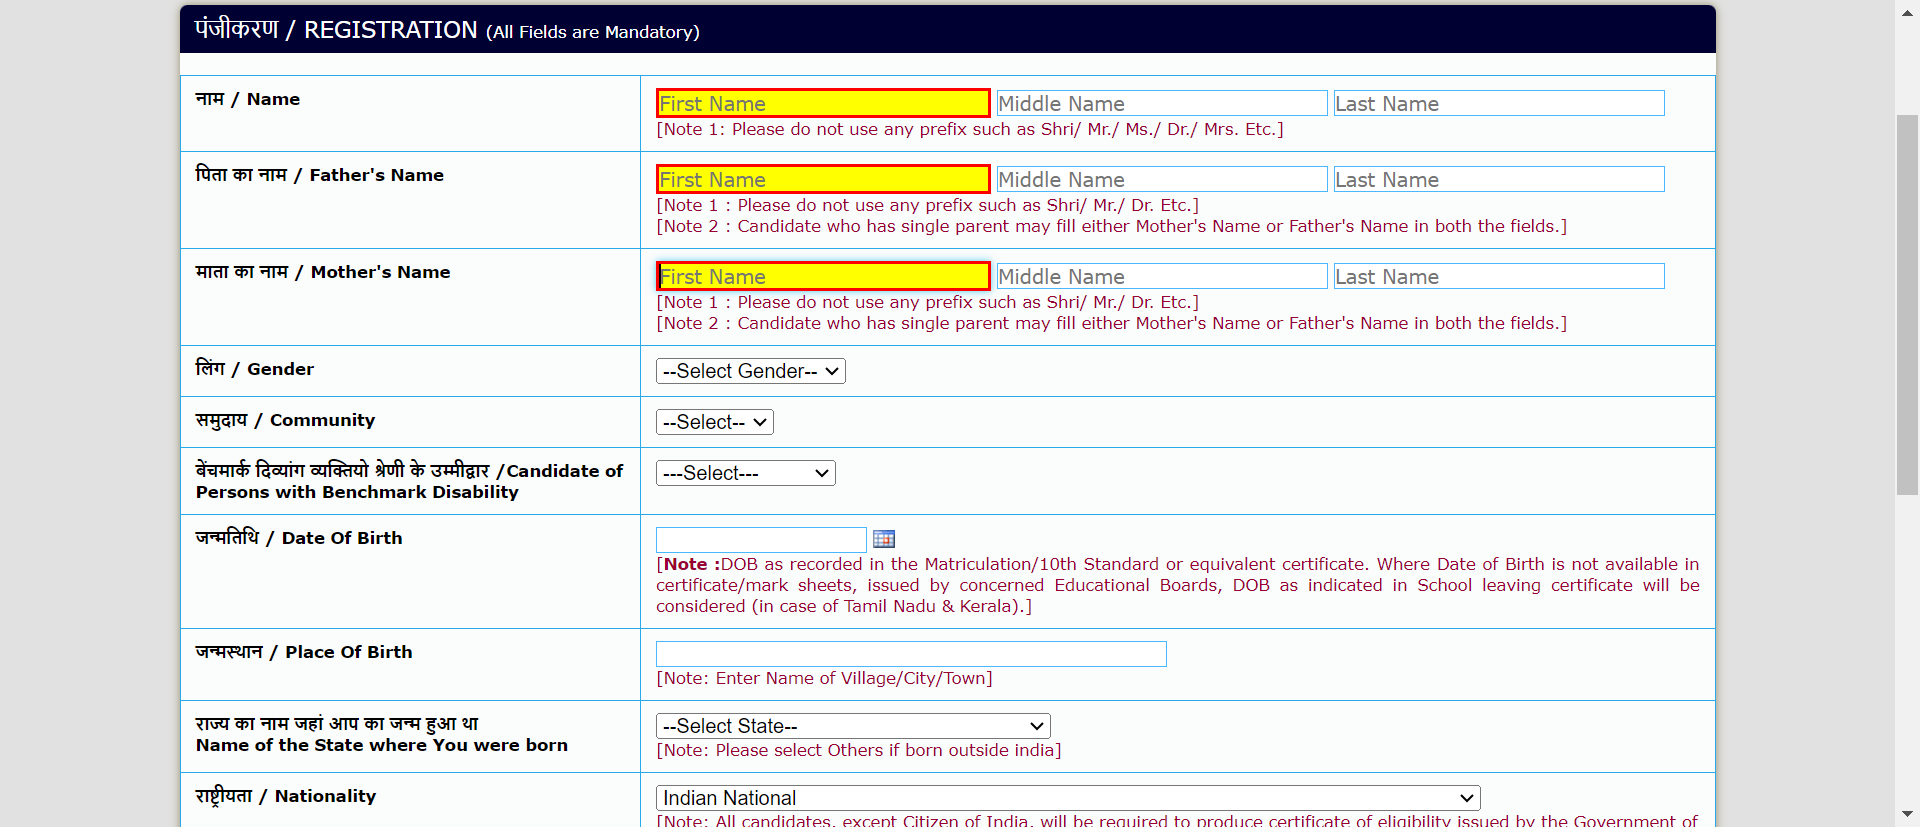 पंजीकरण / REGISTRATION (All Fields are Mandatory)
नाम / Name
First Name Middle Name Last Name
[Note 1: Please do not use any prefix such as Shri/ Mr./ Ms./ Dr./ Mrs. Etc.]
पिता का नाम / Father's Name
First Name Middle Name Last Name
[Note 1 : Please do not use any prefix such as Shri/ Mr./ Dr. Etc.]
[Note 2 : Candidate who has single parent may fill either Mother's Name or Father's Name in both the fields.]
माता का नाम / Mother's Name
First Name Middle Name Last Name
[Note 1 : Please do not use any prefix such as Shri/ Mr./ Dr. Etc.]
[Note 2 : Candidate who has single parent may fill either Mother's Name or Father's Name in both the fields.]
लिंग / Gender
--Select Gender--
समुदाय / Community
--Select--
बेंचमार्क दिव्यांग व्यक्तियो श्रेणी के उम्मीद्वार /Candidate of
Persons with Benchmark Disability
---Select---
जन्मतिथि / Date Of Birth
[Note :DOB as recorded in the Matriculation/10th Standard or equivalent certificate. Where Date of Birth is not available in
certificate/mark sheets, issued by concerned Educational Boards, DOB as indicated in School leaving certificate will be
considered (in case of Tamil Nadu & Kerala).]
जन्मस्थान / Place Of Birth
[Note: Enter Name of Village/City/Town]
राज्य का नाम जहां आप का जन्म हुआ था
Name of the State where You were born
--Select State--
[Note: Please select Others if born outside india]
राष्ट्रीयता / Nationality
Indian National
[Note: All candidates, except Citizen of India, will be required to produce certificate of eligibility issued by the Government of